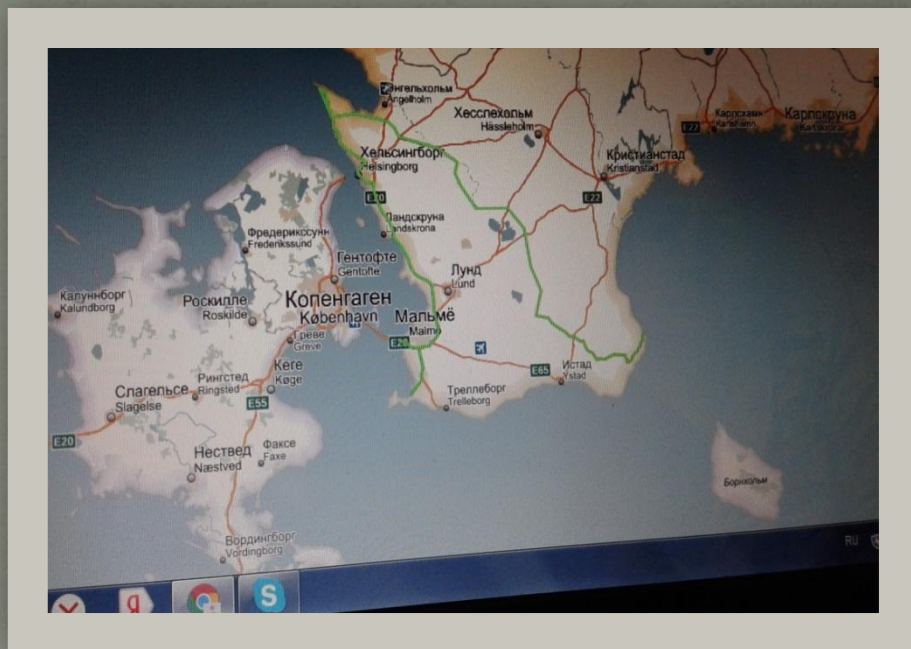 Ängelholm
Хесслехольм
Hässleholm
Карлсхамн
Karlshamn
Карлскруна
Karlskrona
E22
Хельсингборг
Helsingborg
Кристианстад
Kristianstad
E20
E22
Ландскруна
Landskrona
Фредерикссунн
Frederikssund
Гентофте
Gentofte
Лунд
Lund
Калуннборг
Kalundborg
Роскилле
Roskilde
Копенгаген
København
Мальмё
Malmö
E20
Греве
Greve
Кеге
Køge
E65
Истад
Ystad
Рингстед
Ringsted
Слагельсе
Slagelse
E55
Треллеборг
Trelleborg
E20
Нествед
Næstved
Факсе
Faxe
Борнхольм
Вордингборг
Vordingborg
RU
Я
S